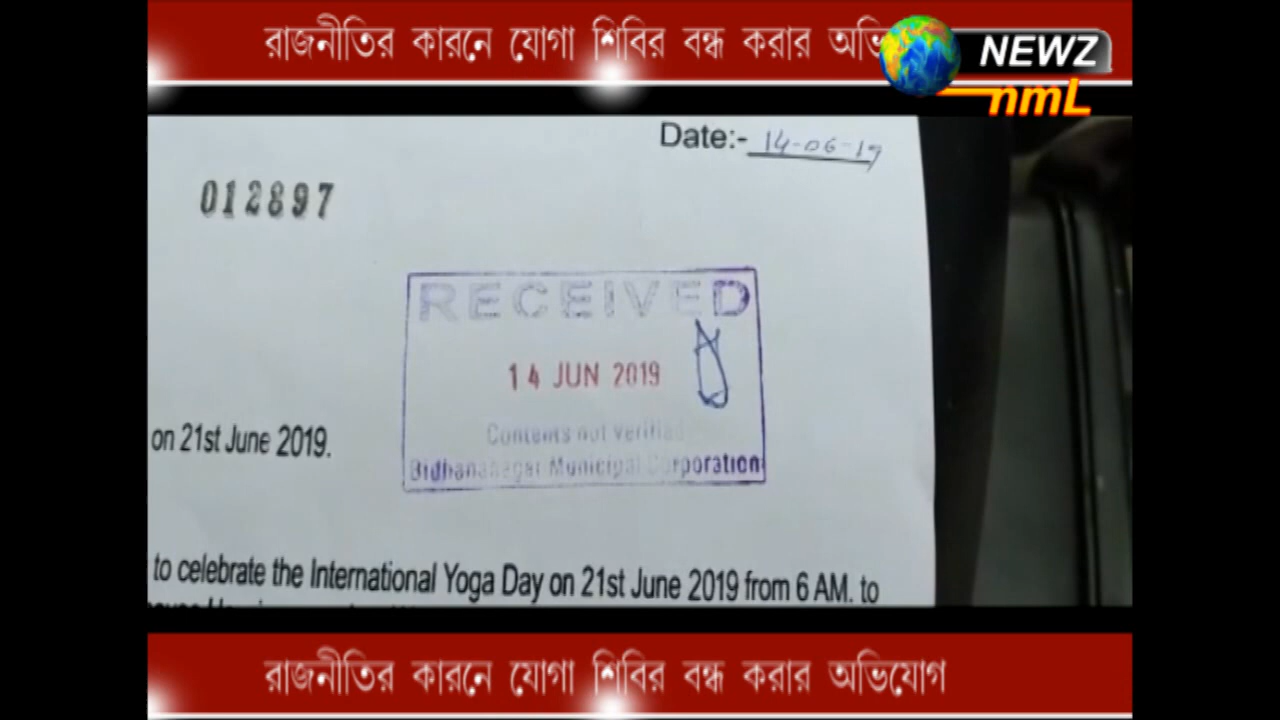 রাজনীতির কারনে যোগা শিবির বন্ধ করার
NEWZ
nmL
Date:- 14-06-19
012897
RECEIVED
14 JUN 2019
on 21st June 2019.
Contents not Verified
Bidhananagar Municipal Corporation
to celebrate the International Yoga Day on 21st June 2019 from 6 AM. to
রাজনীতির কারনে যোগা শিবির বন্ধ করার অভিযোগ